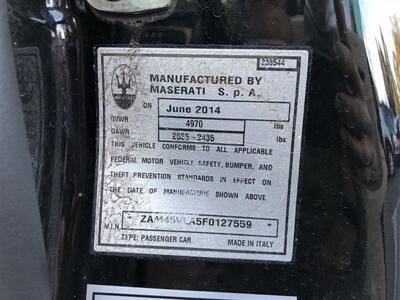 238544
MANUFACTURED BY
MASERATI S. p. A.
ON June 2014
GVWR 4970 lbs
GAWR 2535-2435 lbs
THIS VEHICLE CONFORMS TO ALL APPLICABLE
FEDERAL MOTOR VEHICLE SAFETY, BUMPER, AND
THEFT PREVENTION STANDARDS IN EFFECT ON
THE DATE OF MANUFACTURE SHOWN ABOVE
V.I.N. * ZAM45VLA5F0127559 *
TYPE: PASSENGER CAR MADE IN ITALY